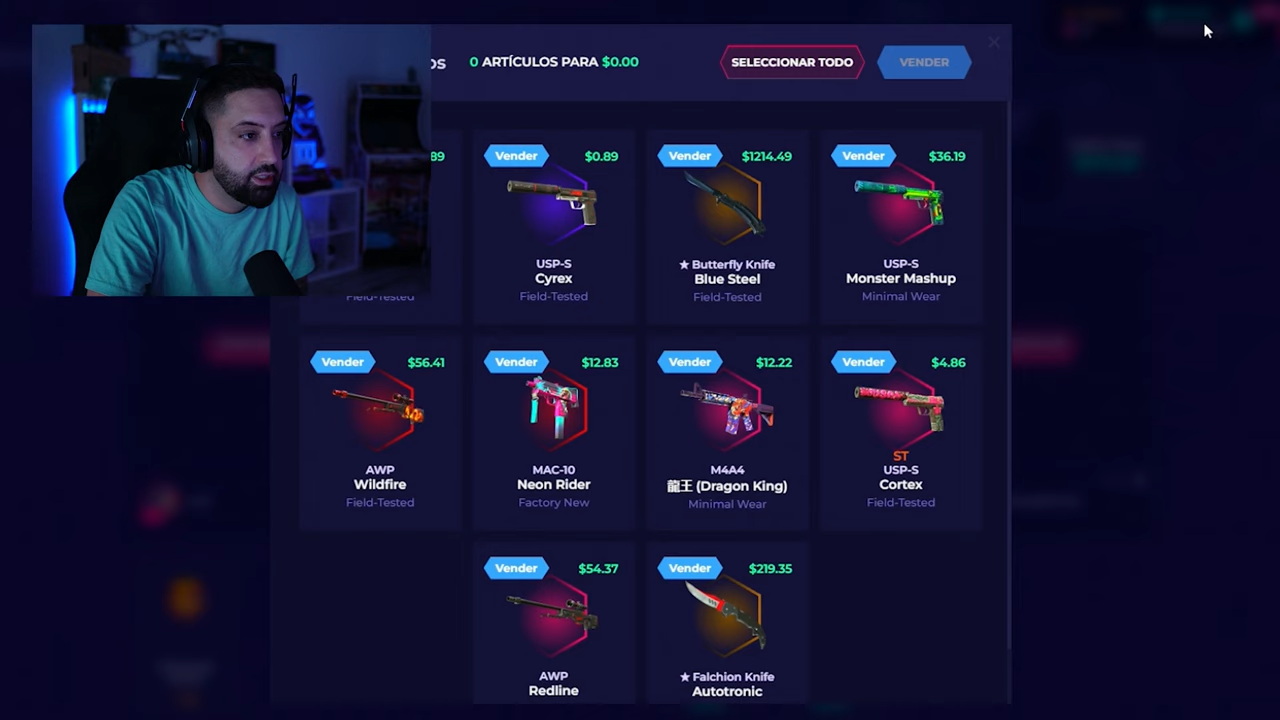 OS
0 ARTÍCULOS PARA $0.00
SELECCIONAR TODO
VENDER
89
Field-Tested
Vender
$0.89
USP-S
Cyrex
Field-Tested
Vender
$1214.49
★ Butterfly Knife
Blue Steel
Field-Tested
Vender
$36.19
USP-S
Monster Mashup
Minimal Wear
Vender
$56.41
AWP
Wildfire
Field-Tested
Vender
$12.83
MAC-10
Neon Rider
Factory New
Vender
$12.22
M4A4
龍王 (Dragon King)
Minimal Wear
Vender
$4.86
ST
USP-S
Cortex
Field-Tested
Vender
$54.37
AWP
Redline
Vender
$219.35
★ Falchion Knife
Autotronic